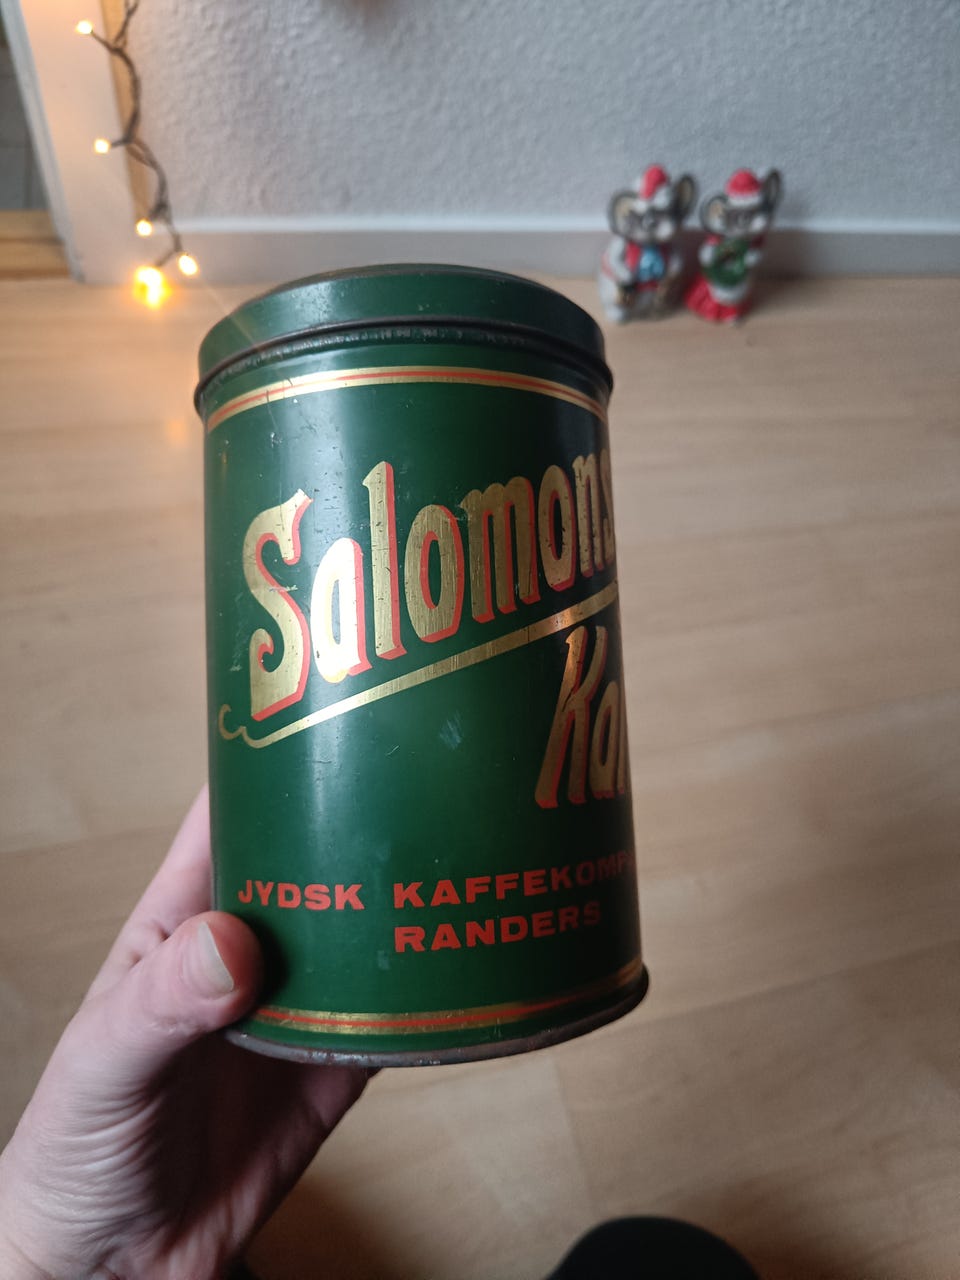 Salomons
Ka
JYDSK KAFFEKOMP
RANDERS